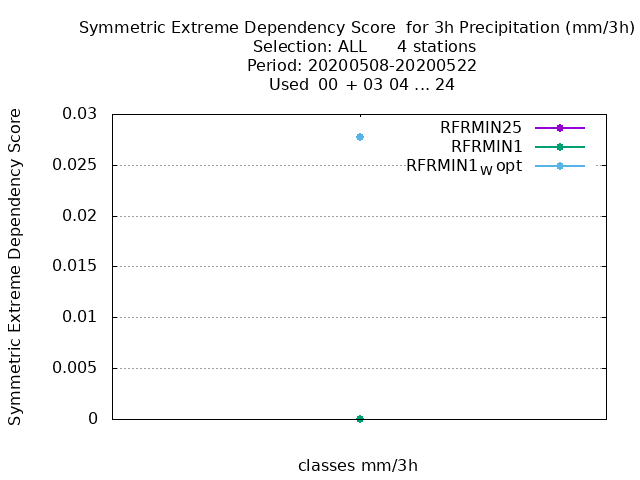 Symmetric Extreme Dependency Score for 3h Precipitation (mm/3h)
Selection: ALL 4 stations
Period: 20200508-20200522
Used 00 + 03 04 ... 24
Symmetric Extreme Dependency Score
0.03
0.025
0.02
0.015
0.01
0.005
0
RFRMIN25
RFRMIN1
RFRMIN1w opt
classes mm/3h